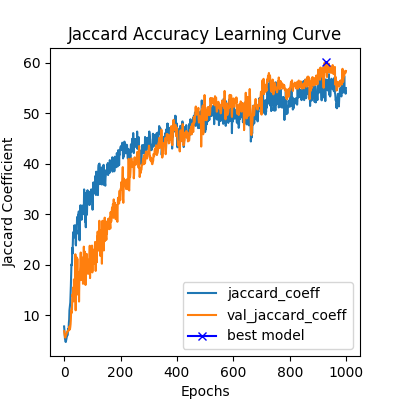 Jaccard Accuracy Learning Curve
Jaccard Coefficient
60
50
40
30
20
10
0
200
400
600
800
1000
Epochs
jaccard_coeff
val_jaccard_coeff
best model